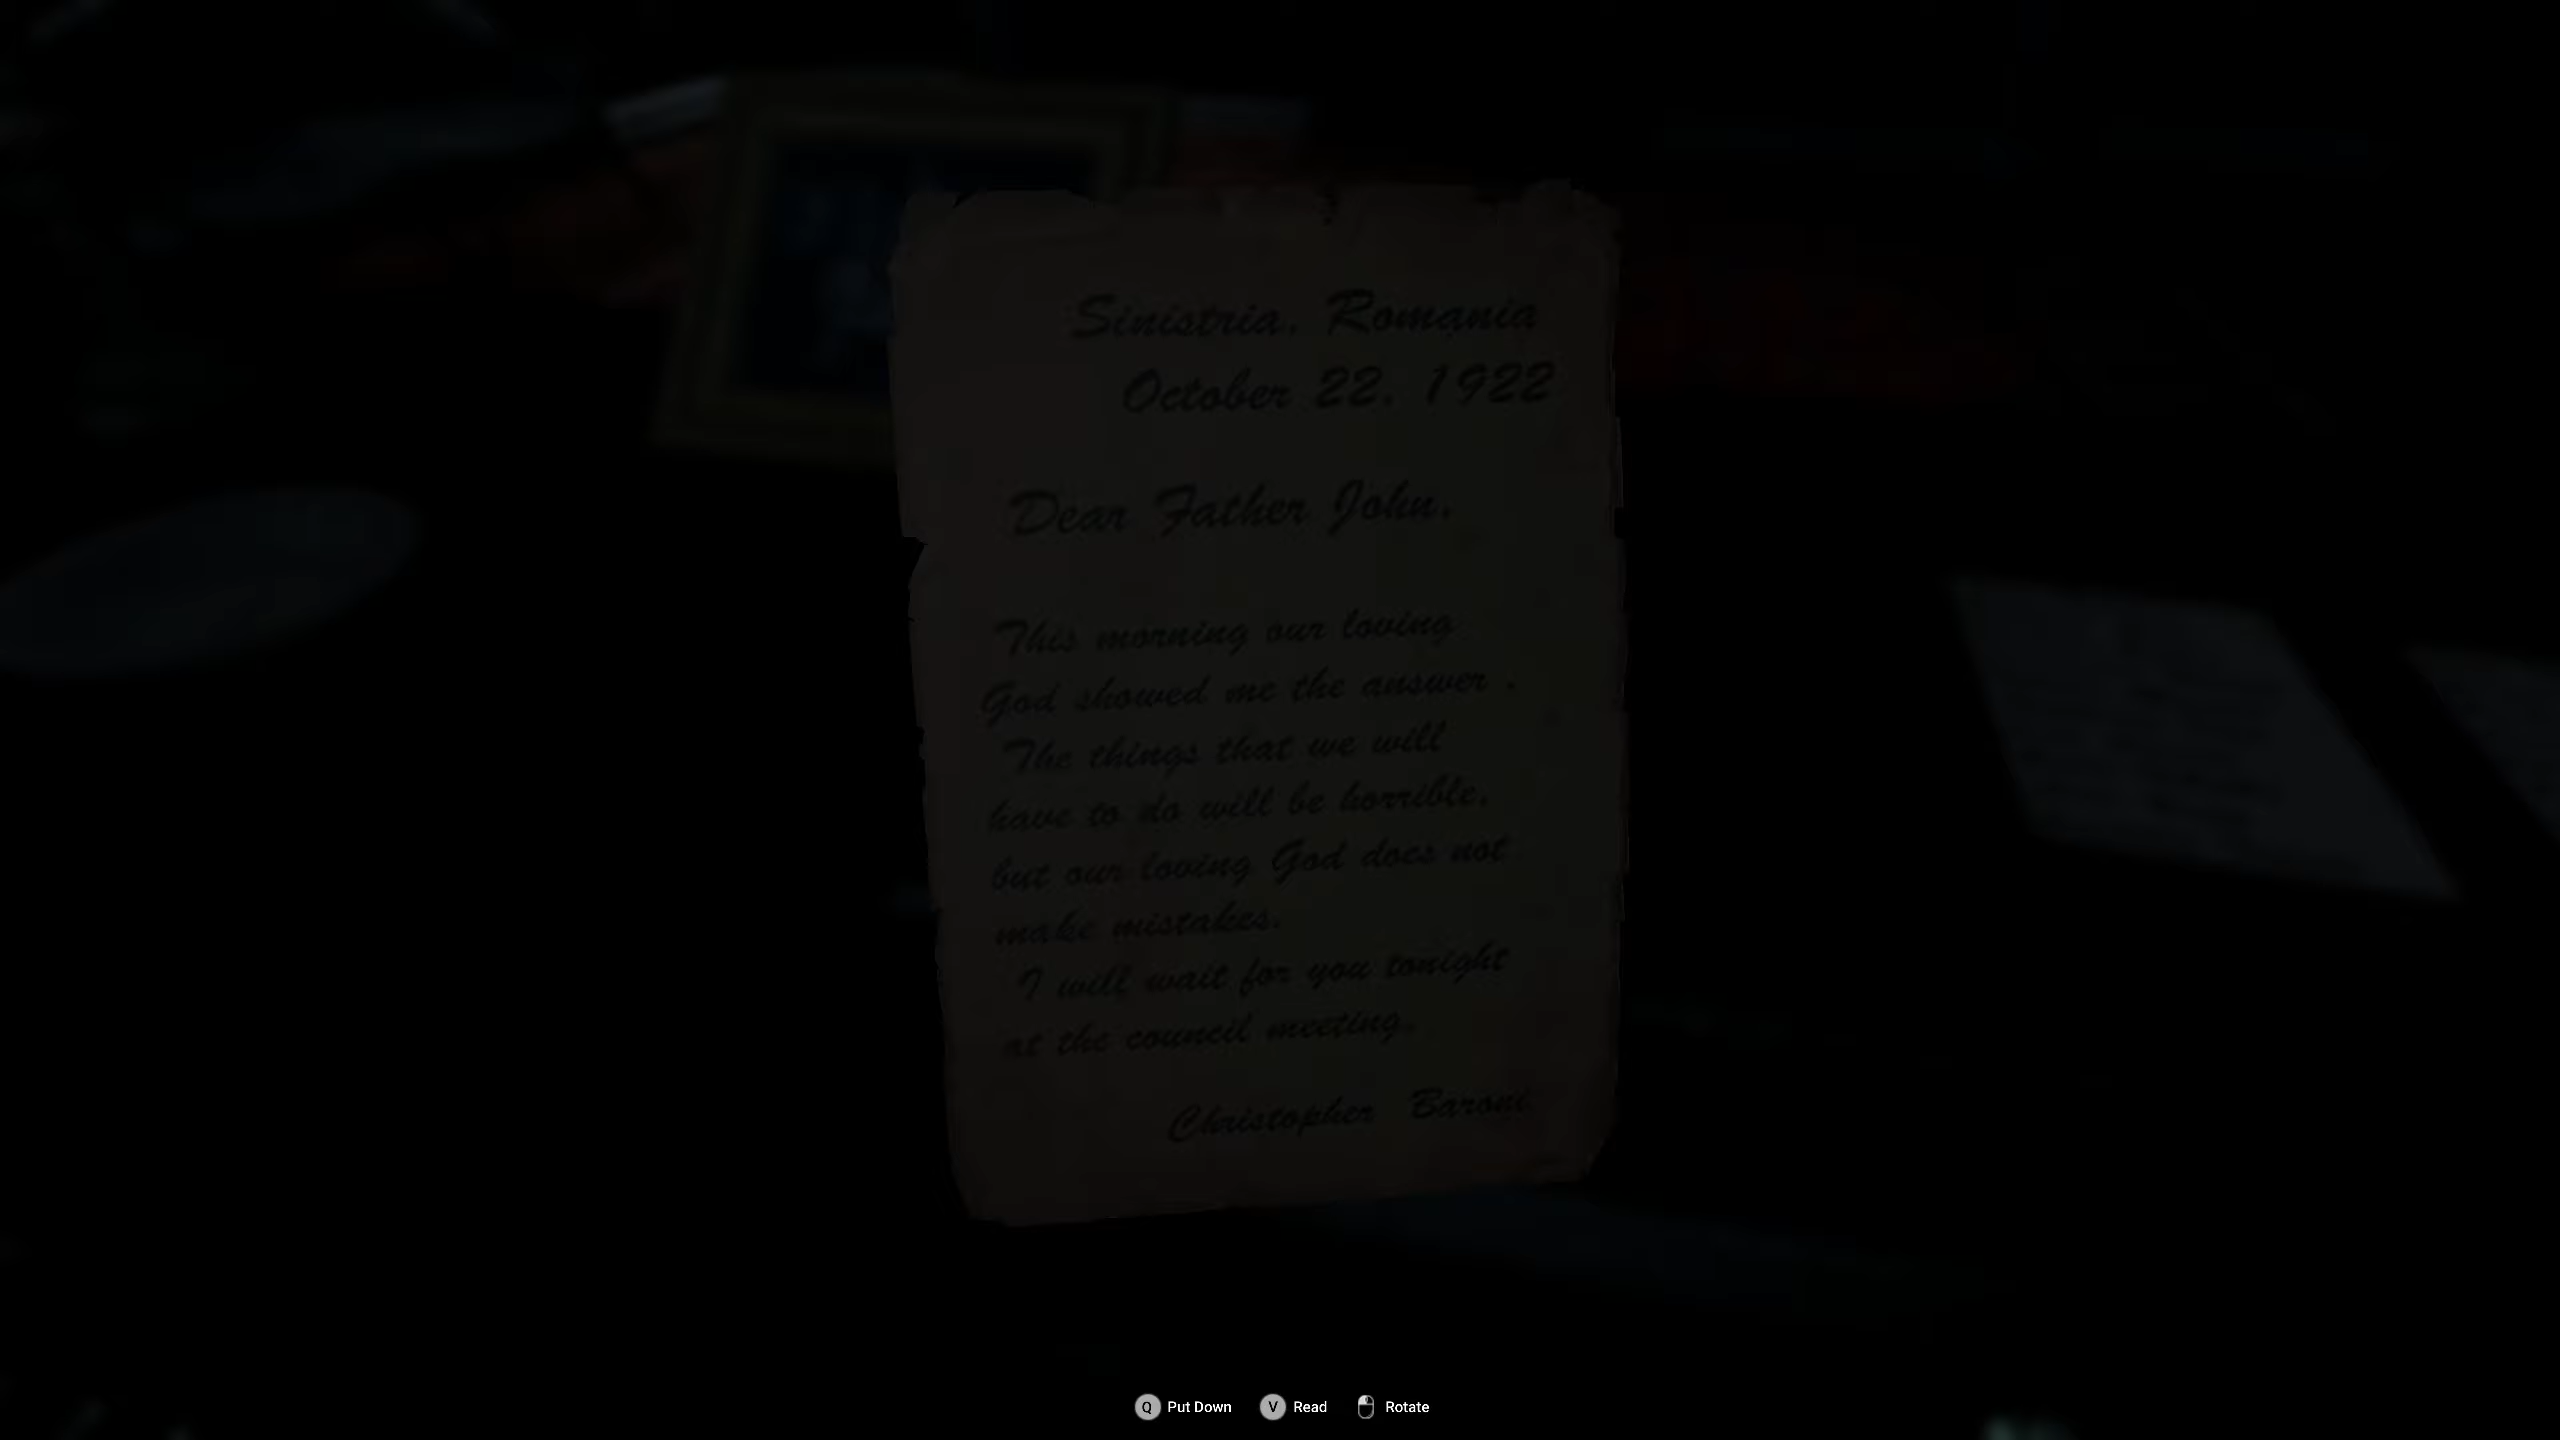 Sinistria, Romania
October 22, 1922
Dear Father John,
This morning our loving
God showed me the answer .
The things that we will
have to do will be horrible,
but our loving God does not
make mistakes.
I will wait for you tonight
at the council meeting.
Christopher Baroni
Q Put Down V Read Rotate